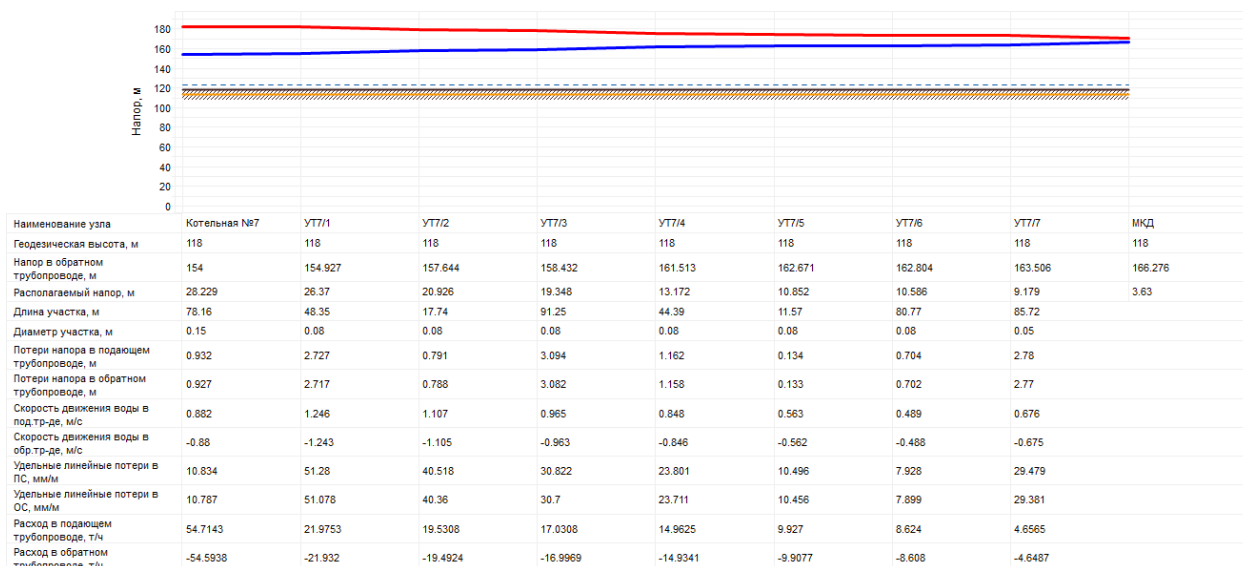 180
160
140
120
100
80
60
40
20
0
Напор, м
Наименование узла Котельная №7 УТ7/1 УТ7/2 УТ7/3 УТ7/4 УТ7/5 УТ7/6 УТ7/7 МКД
Геодезическая высота, м 118 118 118 118 118 118 118 118 118
Напор в обратном
трубопроводе, м 154 154.927 157.644 158.432 161.513 162.671 162.804 163.506 166.276
Располагаемый напор, м 28.229 26.37 20.926 19.348 13.172 10.852 10.586 9.179 3.63
Длина участка, м 78.16 48.35 17.74 91.25 44.39 11.57 80.77 85.72
Диаметр участка, м 0.15 0.08 0.08 0.08 0.08 0.08 0.08 0.05
Потери напора в подающем
трубопроводе, м 0.932 2.727 0.791 3.094 1.162 0.134 0.704 2.78
Потери напора в обратном
трубопроводе, м 0.927 2.717 0.788 3.082 1.158 0.133 0.702 2.77
Скорость движения воды в
под.тр-де, м/с 0.882 1.246 1.107 0.965 0.848 0.563 0.489 0.676
Скорость движения воды в
обр.тр-де, м/с -0.88 -1.243 -1.105 -0.963 -0.846 -0.562 -0.488 -0.675
Удельные линейные потери в
ПС, мм/м 10.834 51.28 40.518 30.822 23.801 10.496 7.928 29.479
Удельные линейные потери в
ОС, мм/м 10.787 51.078 40.36 30.7 23.711 10.456 7.899 29.381
Расход в подающем
трубопроводе, т/ч 54.7143 21.9753 19.5308 17.0308 14.9625 9.927 8.624 4.6565
Расход в обратном
трубопроводе, т/ч -54.5938 -21.932 -19.4924 -16.9969 -14.9341 -9.9077 -8.608 -4.6487